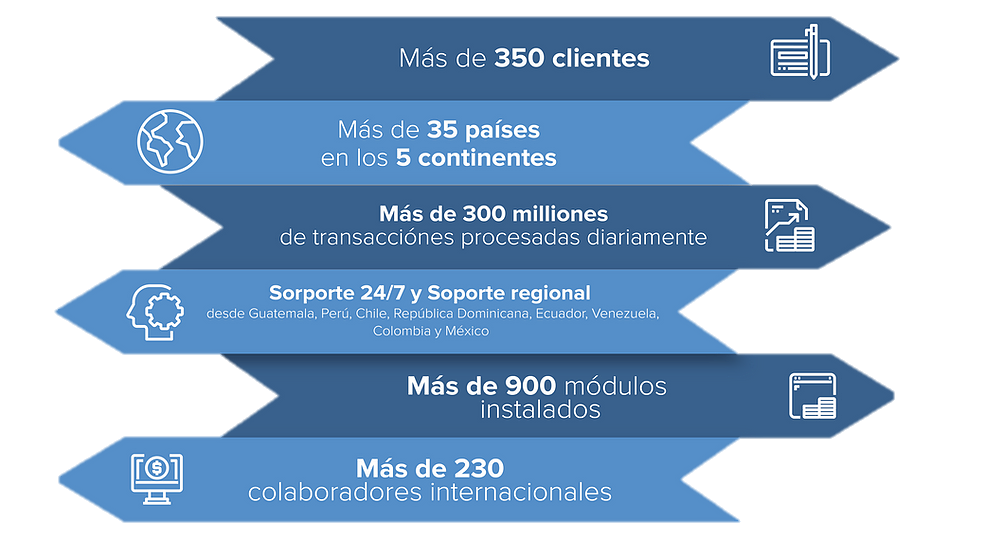 Más de 350 clientes
Más de 35 países
en los 5 continentes
Más de 300 milliones
de transacciónes procesadas diariamente
Sorporte 24/7 y Soporte regional
desde Guatemala, Perú, Chile, República Dominicana, Ecuador, Venezuela,
Colombia y México
Más de 900 módulos
instalados
$
Más de 230
colaboradores internacionales